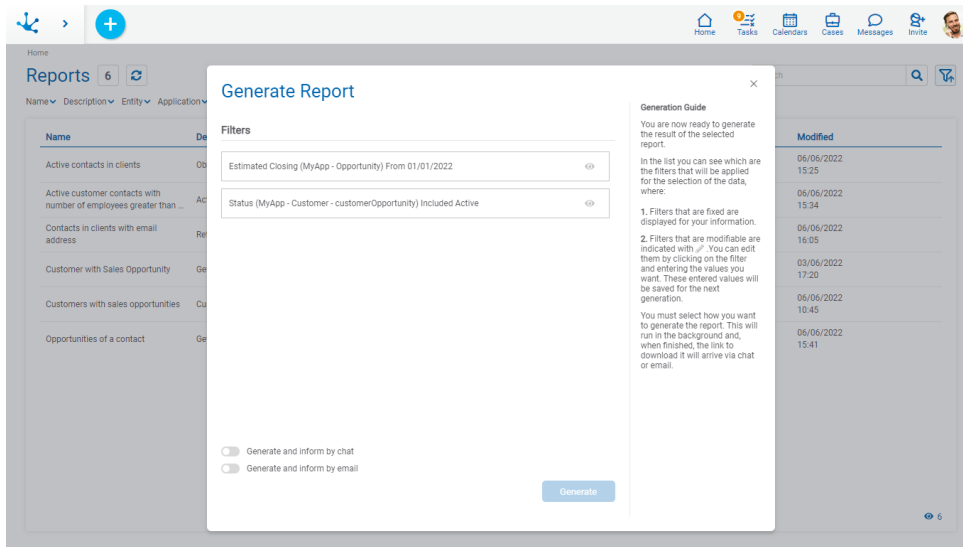 9
Home Tasks Calendars Cases Messages Invite
Home
Reports 6
Name Description Entity Application
Name
Modified
Active contacts in clients
06/06/2022
15:25
Active customer contacts with
number of employees greater than ...
06/06/2022
15:34
Contacts in clients with email
address
06/06/2022
16:05
Customer with Sales Opportunity
03/06/2022
17:20
Customers with sales opportunities
06/06/2022
10:45
Opportunities of a contact
06/06/2022
15:41
6
Generate Report
Filters
Estimated Closing (MyApp - Opportunity) From 01/01/2022
Status (MyApp - Customer - customerOpportunity) Included Active
Generate and inform by chat
Generate and inform by email
Generate
Generation Guide
You are now ready to generate
the result of the selected
report.
In the list you can see which are
the filters that will be applied
for the selection of the data,
where:
1. Filters that are fixed are
displayed for your information.
2. Filters that are modifiable are
indicated with .You can edit
them by clicking on the filter
and entering the values you
want. These entered values will
be saved for the next
generation.
You must select how you want
to generate the report. This will
run in the background and,
when finished, the link to
download it will arrive via chat
or email.